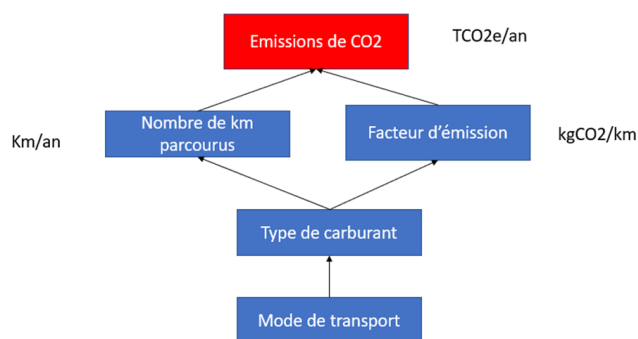 Emissions de CO2
TCO2e/an
Km/an
Nombre de km
parcourus
Facteur d'émission
kgCO2/km
Type de carburant
Mode de transport